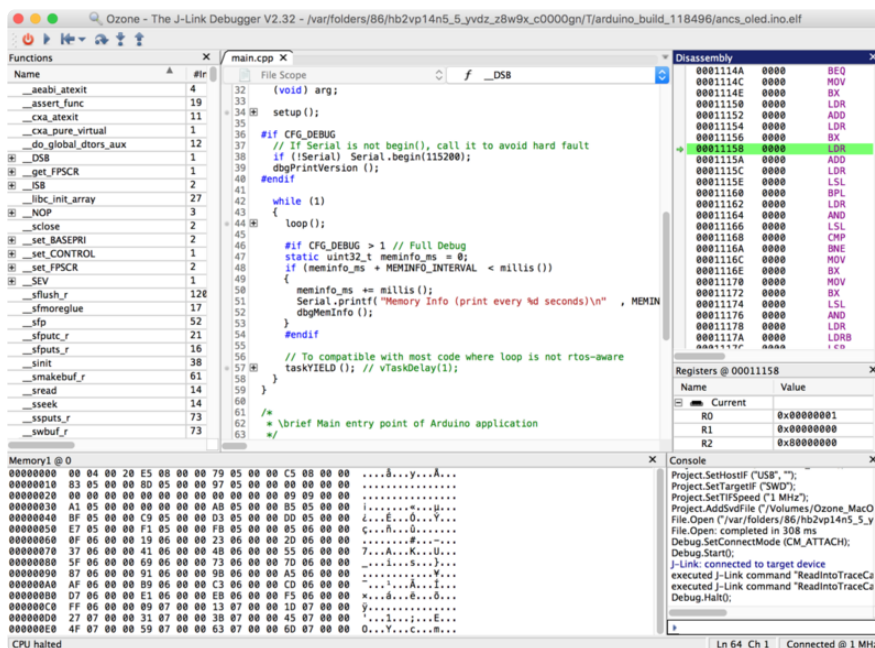 Ozone - The J-Link Debugger V2.32 - /var/folders/86/hb2vp14n5_5_yvdz_z8w9x_c0000gn/T/arduino_build_118496/ancs_oled.ino.elf
Functions
Name #Ir
__aeabi_atexit 4
__assert_func 19
__cxa_atexit 11
__cxa_pure_virtual 1
__do_global_dtors_aux 12
__DSB 1
__get_FPSCR 1
__ISB 2
__libc_init_array 27
__NOP 3
__sclose 2
__set_BASEPRI 2
__set_CONTROL 1
__set_FPSCR 2
__SEV 1
__sflush_r 120
__sfmoreglue 17
__sfp 52
__sfputc_r 21
__sfputs_r 16
__sinit 38
__smakebuf_r 61
__sread 14
__sseek 14
__ssputs_r 73
__swbuf_r 73
main.cpp
File Scope
f __DSB
32 (void) arg;
33
34 setup();
35
36 #if CFG_DEBUG
37 // If Serial is not begin(), call it to avoid hard fault
38 if (!Serial) Serial.begin(115200);
39 dbgPrintVersion ();
40 #endif
41
42 while (1)
43 {
44 loop();
45
46 #if CFG_DEBUG > 1 // Full Debug
47 static uint32_t meminfo_ms = 0;
48 if (meminfo_ms + MEMINFO_INTERVAL < millis())
49 {
50 meminfo_ms += millis();
51 Serial.printf("Memory Info (print every %d seconds)\n" , MEMIN
52 dbgMemInfo ();
53 }
54 #endif
55
56 // To compatible with most code where loop is not rtos-aware
57 taskYIELD (); // vTaskDelay(1);
58 }
59 }
60
61 /*
62 * \brief Main entry point of Arduino application
63 */
Disassembly
0001114A 0000 BEQ
0001114C 0000 MOV
0001114E 0000 BX
00011150 0000 LDR
00011152 0000 ADD
00011154 0000 LDR
00011156 0000 BX
00011158 0000 LDR
0001115A 0000 ADD
0001115C 0000 LDR
0001115E 0000 LSL
00011160 0000 BPL
00011162 0000 LDR
00011164 0000 AND
00011166 0000 LSL
00011168 0000 CMP
0001116A 0000 BNE
0001116C 0000 MOV
0001116E 0000 BX
00011170 0000 MOV
00011172 0000 BX
00011174 0000 LSL
00011176 0000 AND
00011178 0000 LDR
0001117A 0000 LDRB
Registers @ 00011158
Name Value
Current
R0 0x00000001
R1 0x00000000
R2 0x80000000
Memory1 @ 0
00000000 00 04 00 20 E5 08 00 00 79 05 00 00 C5 08 00 00
00000010 83 05 00 00 8D 05 00 00 97 05 00 00 00 00 00 00
00000020 00 00 00 00 00 00 00 00 00 00 00 00 09 09 00 00
00000030 A1 05 00 00 00 00 00 00 AB 05 00 00 B5 05 00 00
00000040 BF 05 00 00 C9 05 00 00 D3 05 00 00 DD 05 00 00
00000050 E7 05 00 00 F1 05 00 00 FB 05 00 00 05 06 00 00
00000060 0F 06 00 00 19 06 00 00 23 06 00 00 2D 06 00 00
00000070 37 06 00 00 41 06 00 00 4B 06 00 00 55 06 00 00
00000080 5F 06 00 00 69 06 00 00 73 06 00 00 7D 06 00 00
00000090 87 06 00 00 91 06 00 00 9B 06 00 00 A5 06 00 00
000000A0 AF 06 00 00 B9 06 00 00 C3 06 00 00 CD 06 00 00
000000B0 D7 06 00 00 E1 06 00 00 EB 06 00 00 F5 06 00 00
000000C0 FF 06 00 00 09 07 00 00 13 07 00 00 1D 07 00 00
000000D0 27 07 00 00 31 07 00 00 3B 07 00 00 45 07 00 00
000000E0 4F 07 00 00 59 07 00 00 63 07 00 00 6D 07 00 00
Console
Project.SetHostIF ("USB", "");
Project.SetTargetIF ("SWD");
Project.SetTIFSpeed ("1 MHz");
Project.AddSvdFile ("/Volumes/Ozone_MacO
File.Open ("/var/folders/86/hb2vp14n5_5_y
File.Open: completed in 308 ms
Debug.SetConnectMode (CM_ATTACH);
Debug.Start();
J-Link: connected to target device
executed J-Link command "ReadIntoTraceCa
executed J-Link command "ReadIntoTraceCa
Debug.Halt();
CPU halted
Ln 64 Ch 1
Connected @ 1 MHz